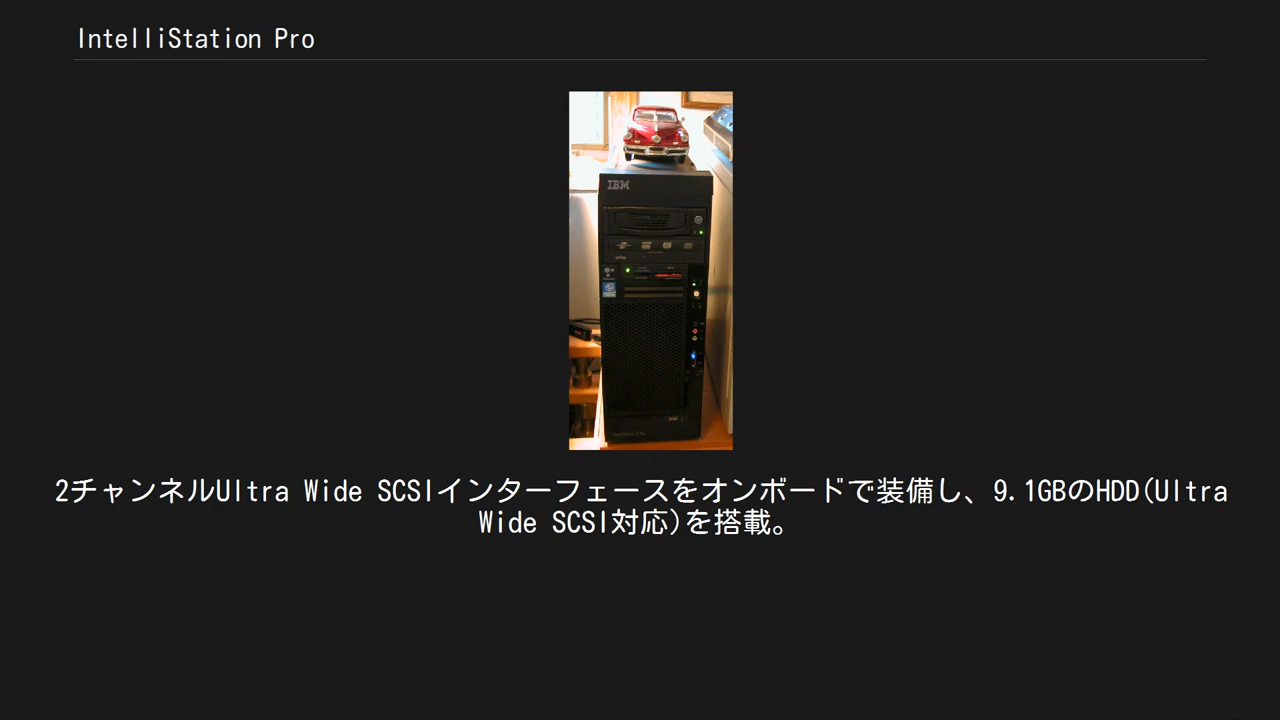 IntelliStation Pro
IBM
2チャンネルUltra Wide SCSIインターフェースをオンボードで装備し、9.1GBのHDD(Ultra
Wide SCSI対応)を搭載。